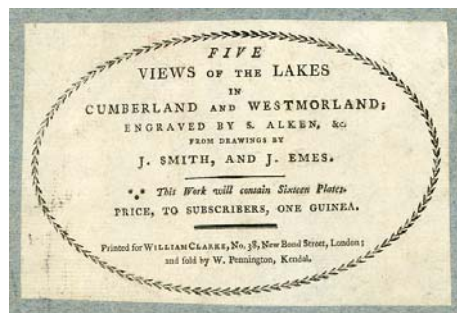 FIVE
VIEWS OF THE LAKES
IN
CUMBERLAND AND WESTMORLAND;
ENGRAVED BY S. ALKEN, &c.
FROM DRAWINGS BY
J. SMITH, AND J. EMES.
*⁎* This Work will contain Sixteen Plates.
PRICE, TO SUBSCRIBERS, ONE GUINEA.
Printed for WILLIAM CLARKE, No. 38, New Bond Street, London;
and sold by W. Pennington, Kendal.